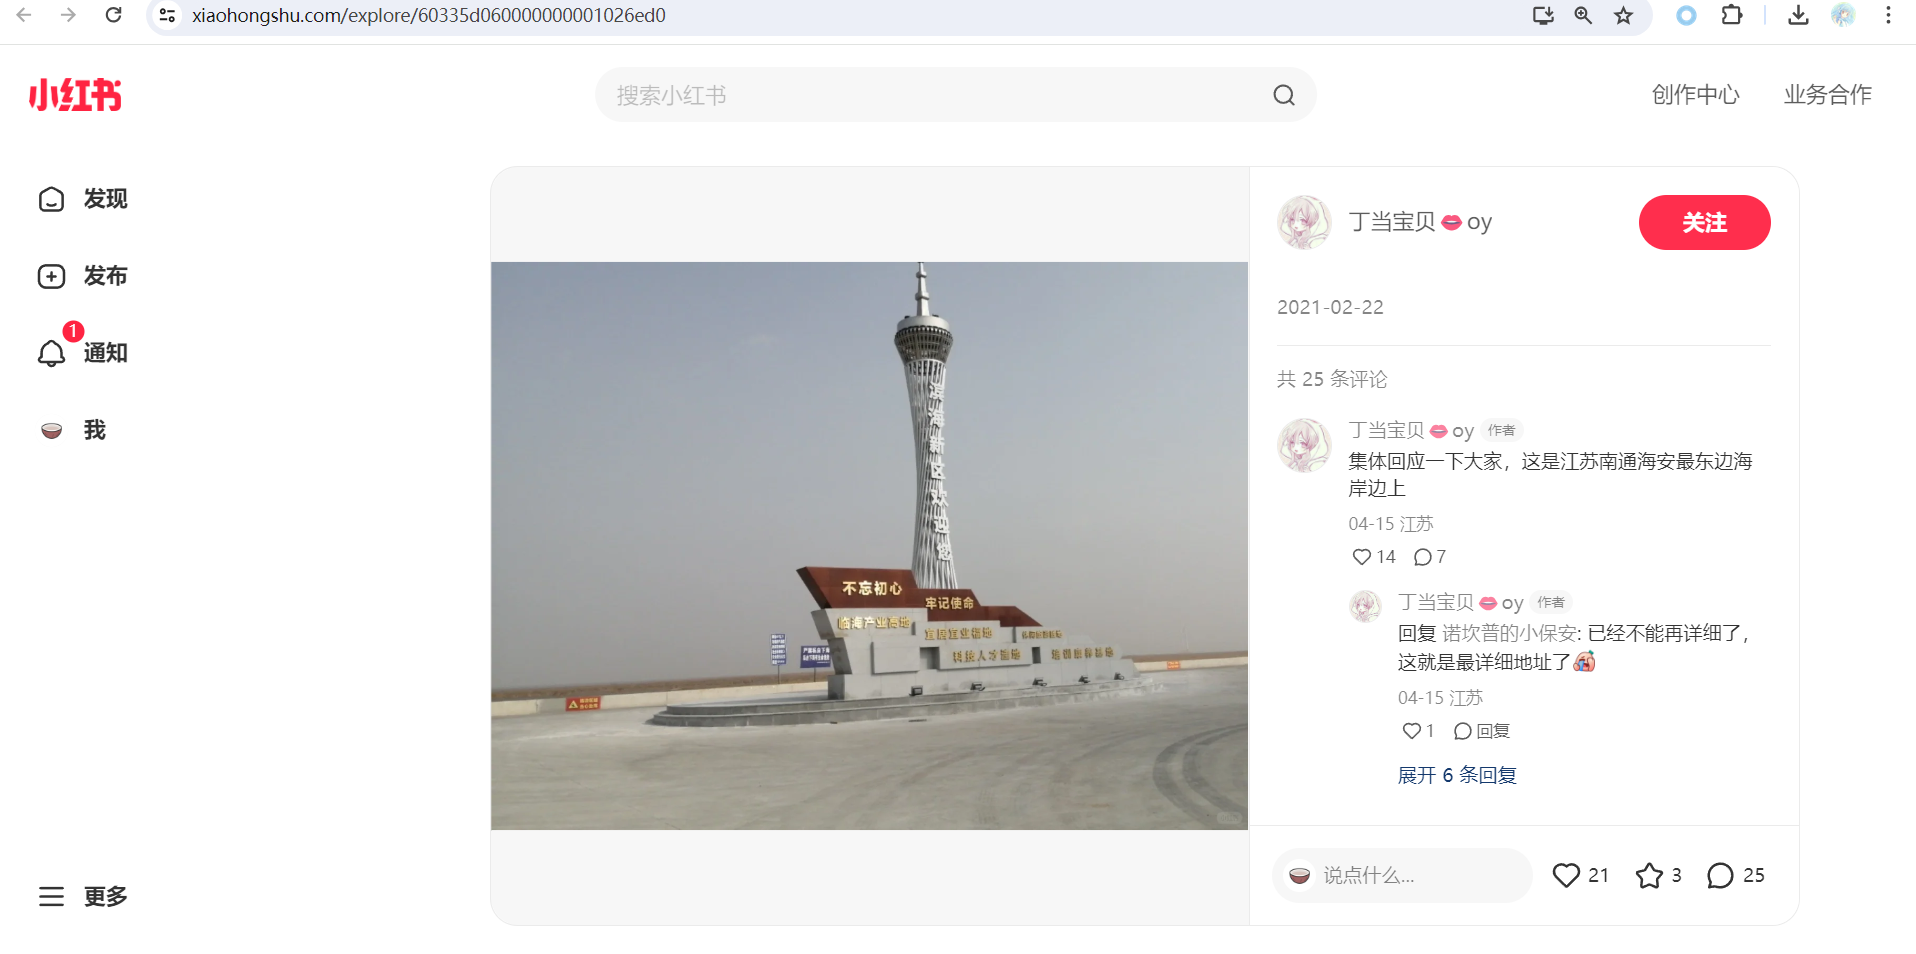 xiaohongshu.com/explore/60335d060000000001026ed0
小红书
搜索小红书
创作中心
业务合作
发现
发布
1
通知
我
更多
滨海新区欢迎您
不忘初心
牢记使命
临海产业高地
宜居宜业福地
科技人才洼地
丁当宝贝👄oy
关注
2021-02-22
共 25 条评论
丁当宝贝👄oy 作者
集体回应一下大家，这是江苏南通海安最东边海
岸边上
04-15 江苏
14 7
丁当宝贝👄oy 作者
回复 诺坎普的小保安: 已经不能再详细了，
这就是最详细地址了
04-15 江苏
1 回复
展开 6 条回复
说点什么...
21 3 25